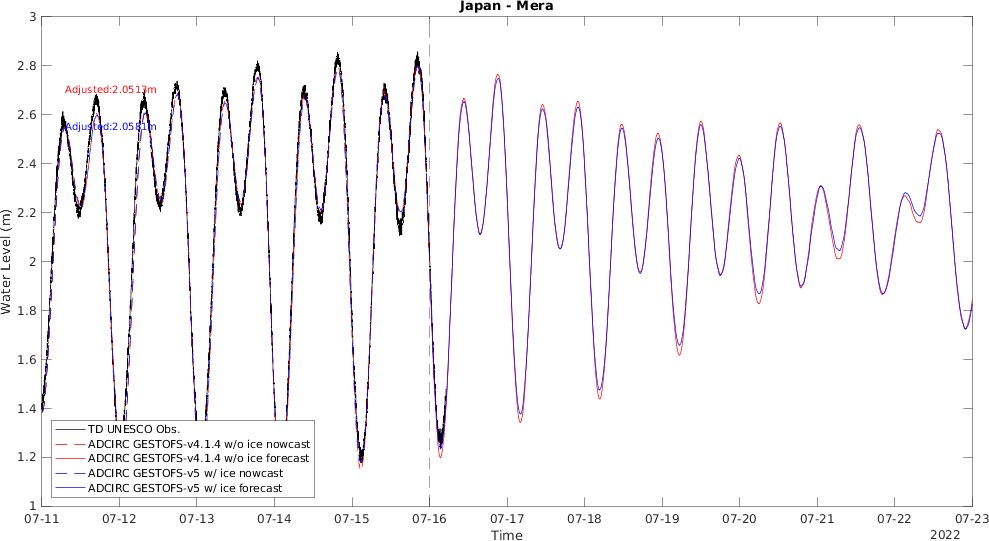 Japan - Mera
3
2.8
2.6
2.4
2.2
2
1.8
1.6
1.4
1.2
1
Water Level (m)
Adjusted:2.0513m
Adjusted:2.0581m
TD UNESCO Obs.
ADCIRC GESTOFS-v4.1.4 w/o ice nowcast
ADCIRC GESTOFS-v4.1.4 w/o ice forecast
ADCIRC GESTOFS-v5 w/ ice nowcast
ADCIRC GESTOFS-v5 w/ ice forecast
07-11 07-12 07-13 07-14 07-15 07-16 07-17 07-18 07-19 07-20 07-21 07-22 07-23
Time
2022